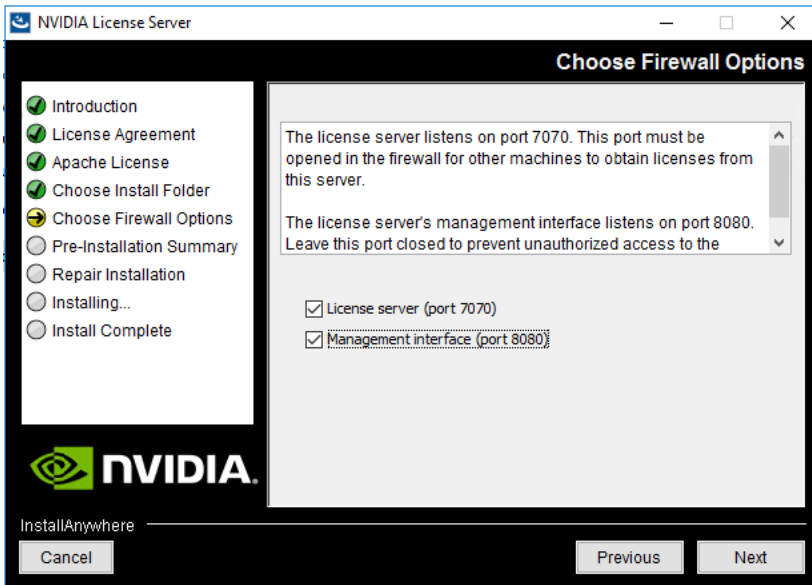 NVIDIA License Server
Choose Firewall Options
Introduction
License Agreement
Apache License
Choose Install Folder
Choose Firewall Options
Pre-Installation Summary
Repair Installation
Installing...
Install Complete
The license server listens on port 7070. This port must be
opened in the firewall for other machines to obtain licenses from
this server.
The license server's management interface listens on port 8080.
Leave this port closed to prevent unauthorized access to the
License server (port 7070)
Management interface (port 8080)
NVIDIA.
InstallAnywhere
Cancel
Previous
Next